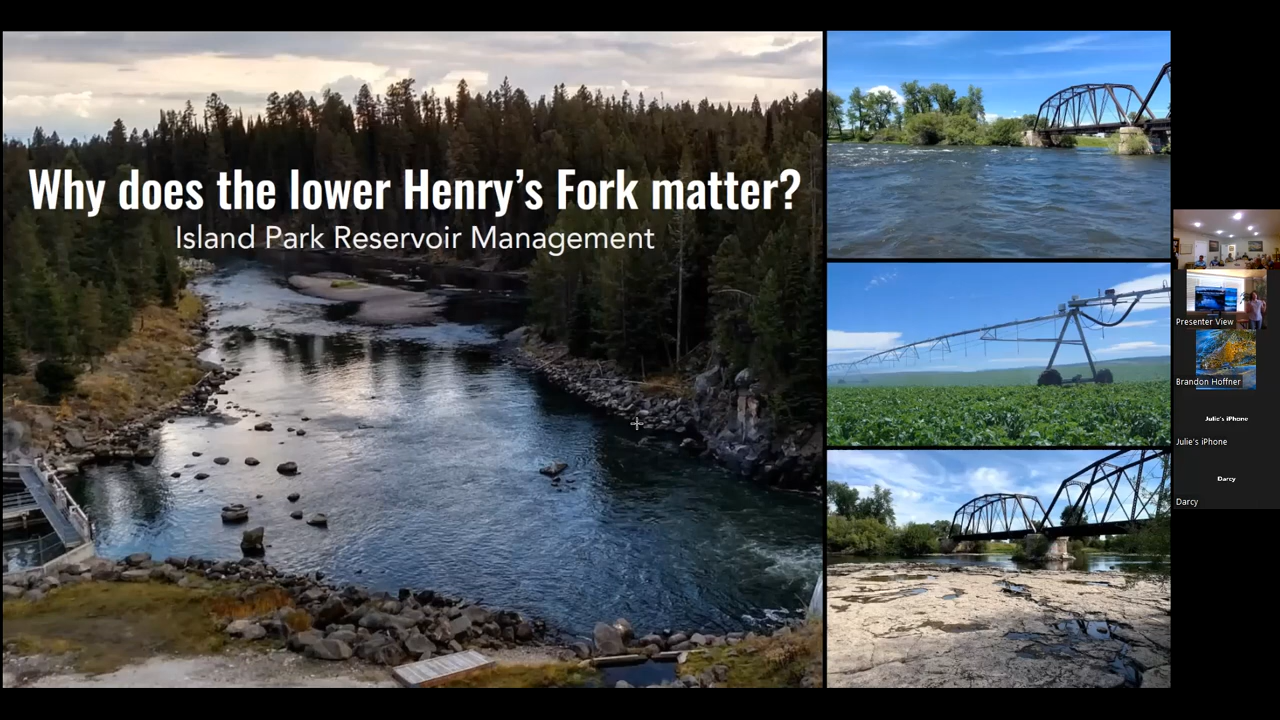 Why does the lower Henry's Fork matter?
Island Park Reservoir Management
Presenter View
Brandon Hoffner
Julie's iPhone
Julie's iPhone
Darcy
Darcy